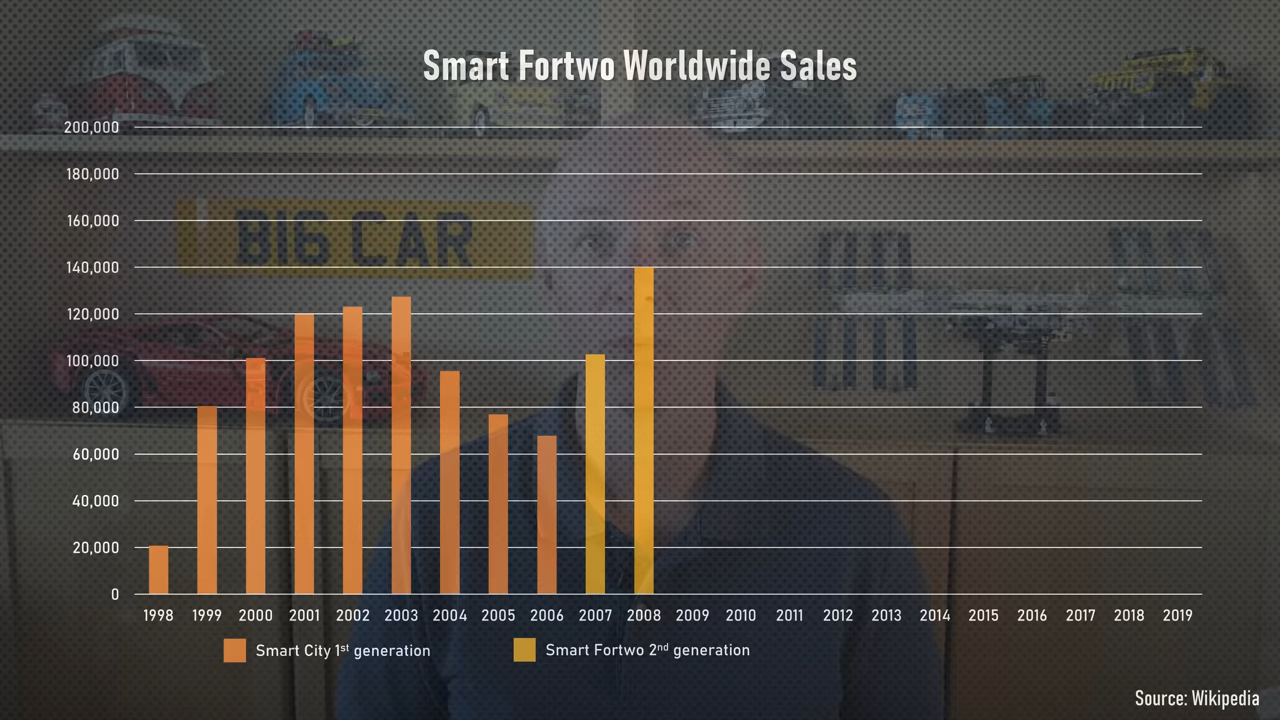 Smart Fortwo Worldwide Sales
200,000
180,000
160,000
B16 CAR
140,000
120,000
100,000
80,000
60,000
40,000
20,000
0
1998 1999 2000 2001 2002 2003 2004 2005 2006 2007 2008 2009 2010 2011 2012 2013 2014 2015 2016 2017 2018 2019
Smart City 1st generation Smart Fortwo 2nd generation
Source: Wikipedia